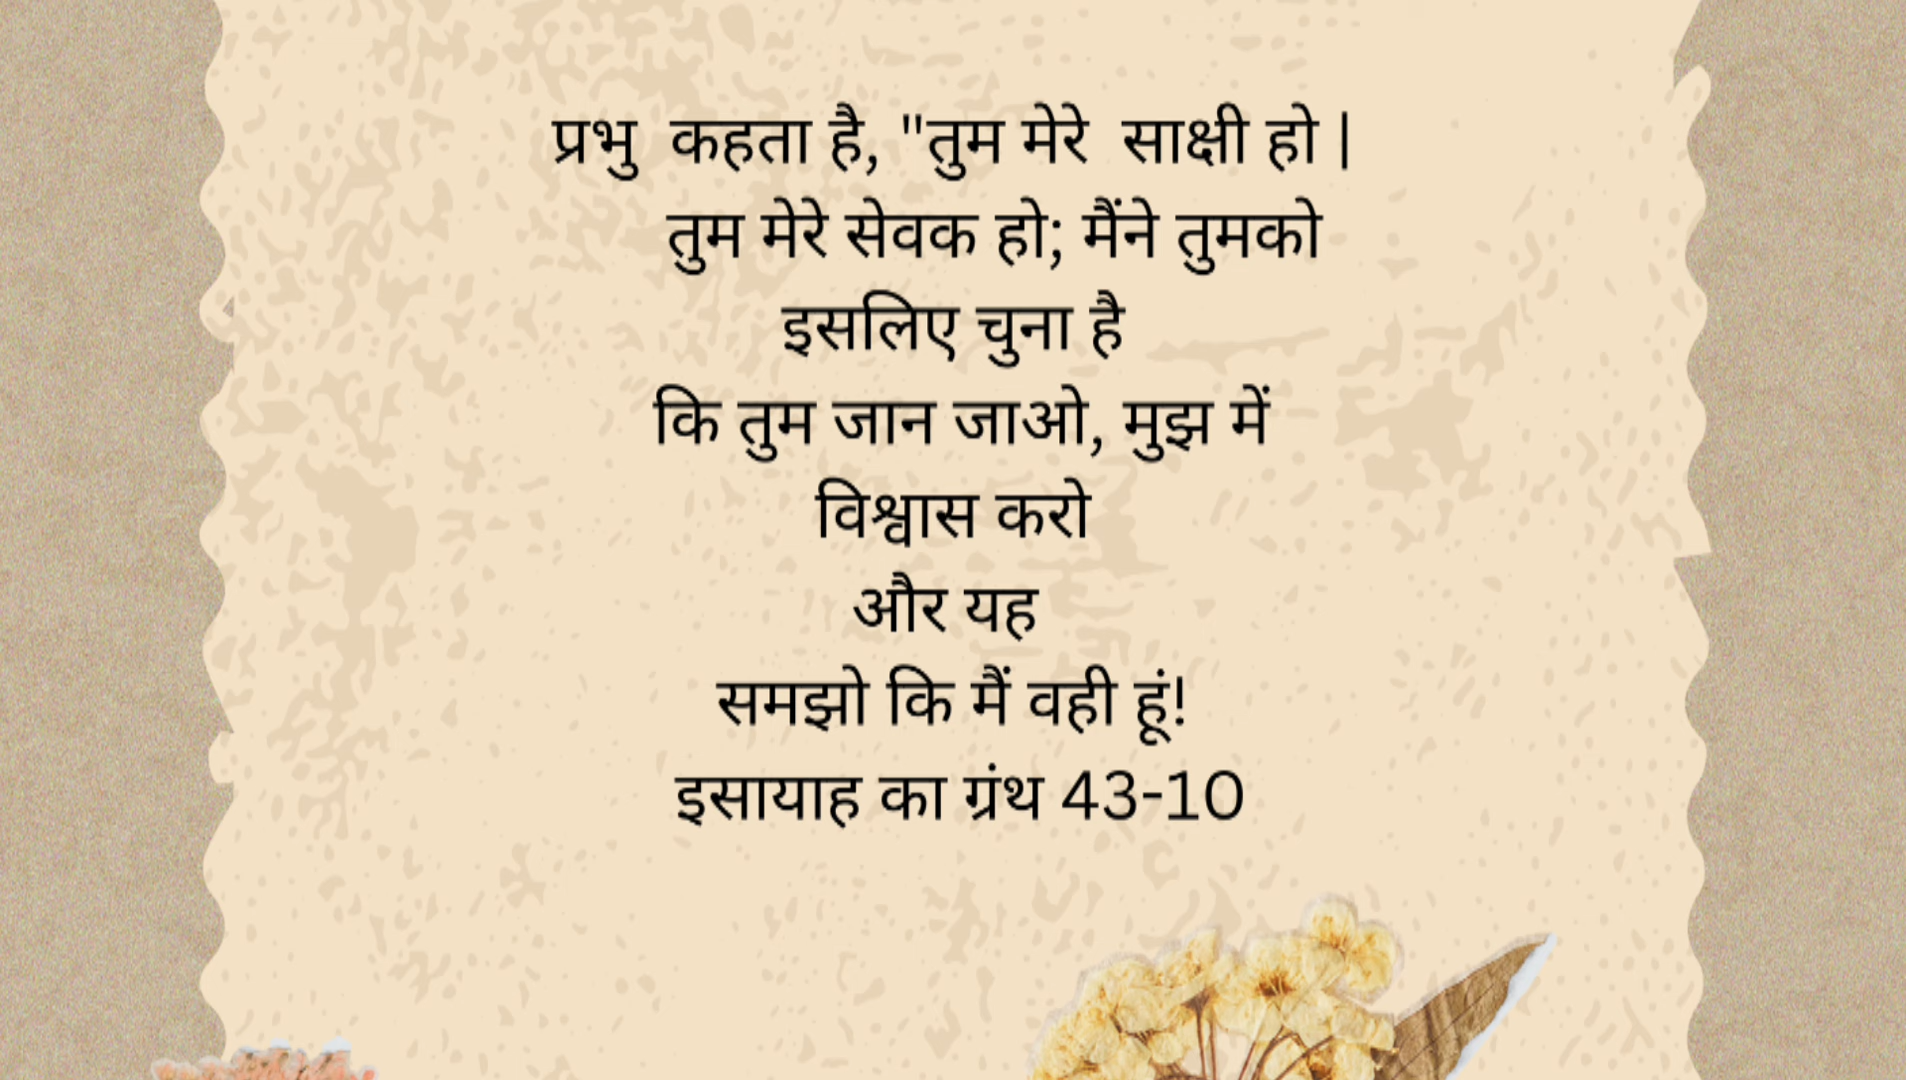 प्रभु  कहता है, "तुम मेरे  साक्षी हो |
तुम मेरे सेवक हो; मैंने तुमको
इसलिए चुना है
कि तुम जान जाओ, मुझ में
विश्वास करो
और यह
समझो कि मैं वही हूं!
इसायाह का ग्रंथ 43-10